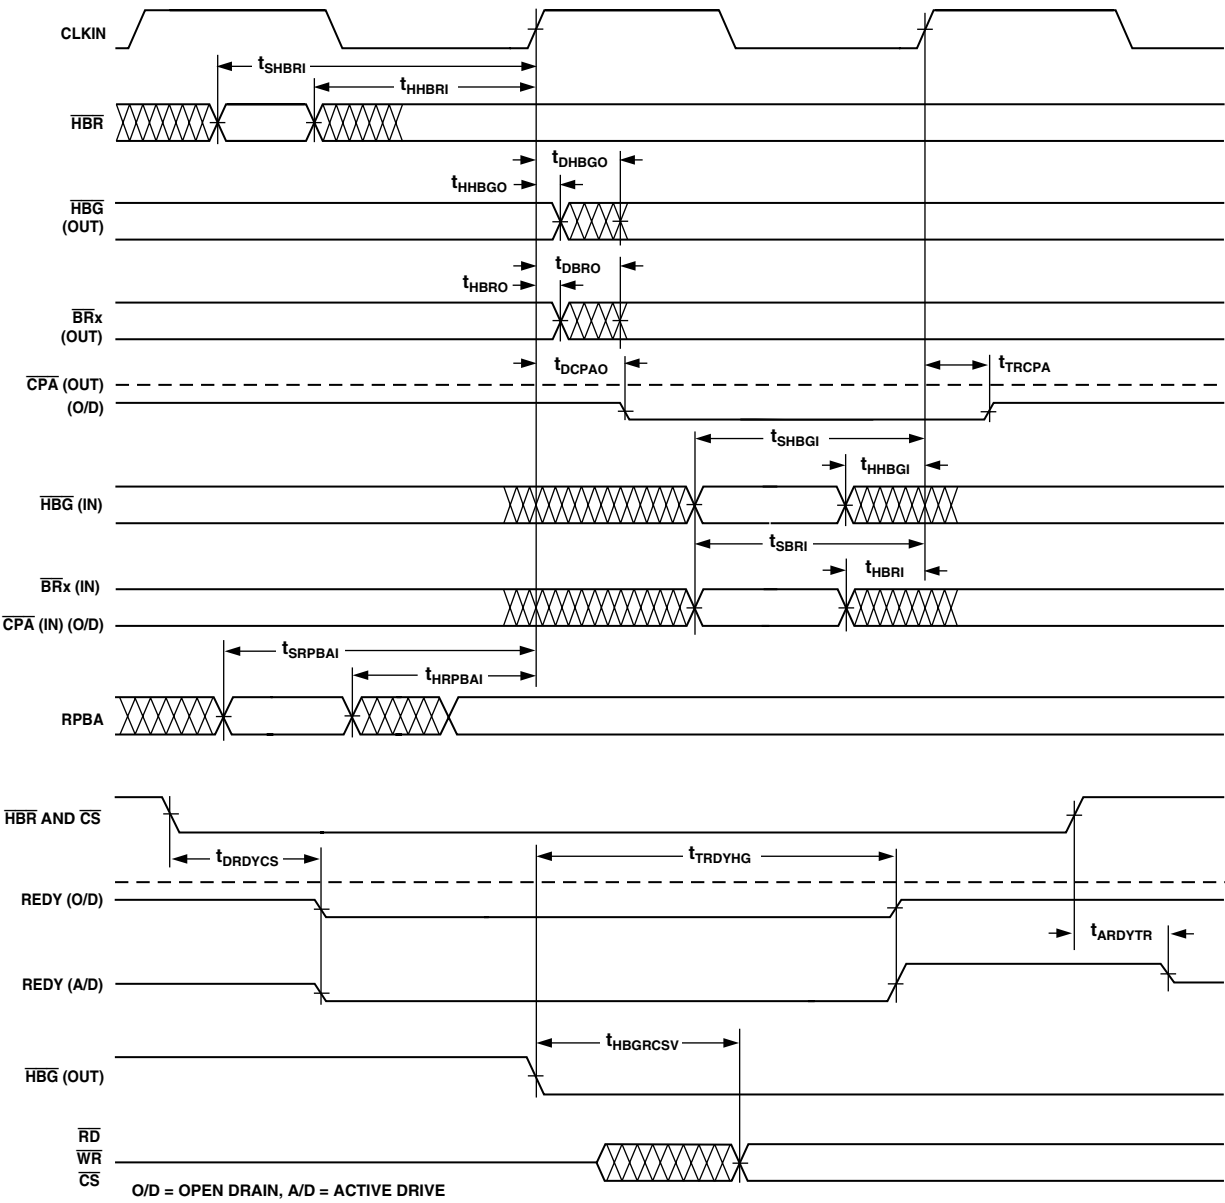 CLKIN
tSHBRI
tHHBRI
HBR
tDHBGO
tHHBGO
HBG
(OUT)
tDBRO
tHBRO
BRx
(OUT)
tDCPAO
tTRCPA
CPA (OUT)
(O/D)
tSHBGI
tHHBGI
HBG (IN)
tSBRI
tHBRI
BRx (IN)
CPA (IN) (O/D)
tSRPBAI
tHRPBAI
RPBA
HBR AND CS
tDRDYCS
tTRDYHG
REDY (O/D)
tARDYTR
REDY (A/D)
tHBGRCSV
HBG (OUT)
RD
WR
CS
O/D = OPEN DRAIN, A/D = ACTIVE DRIVE